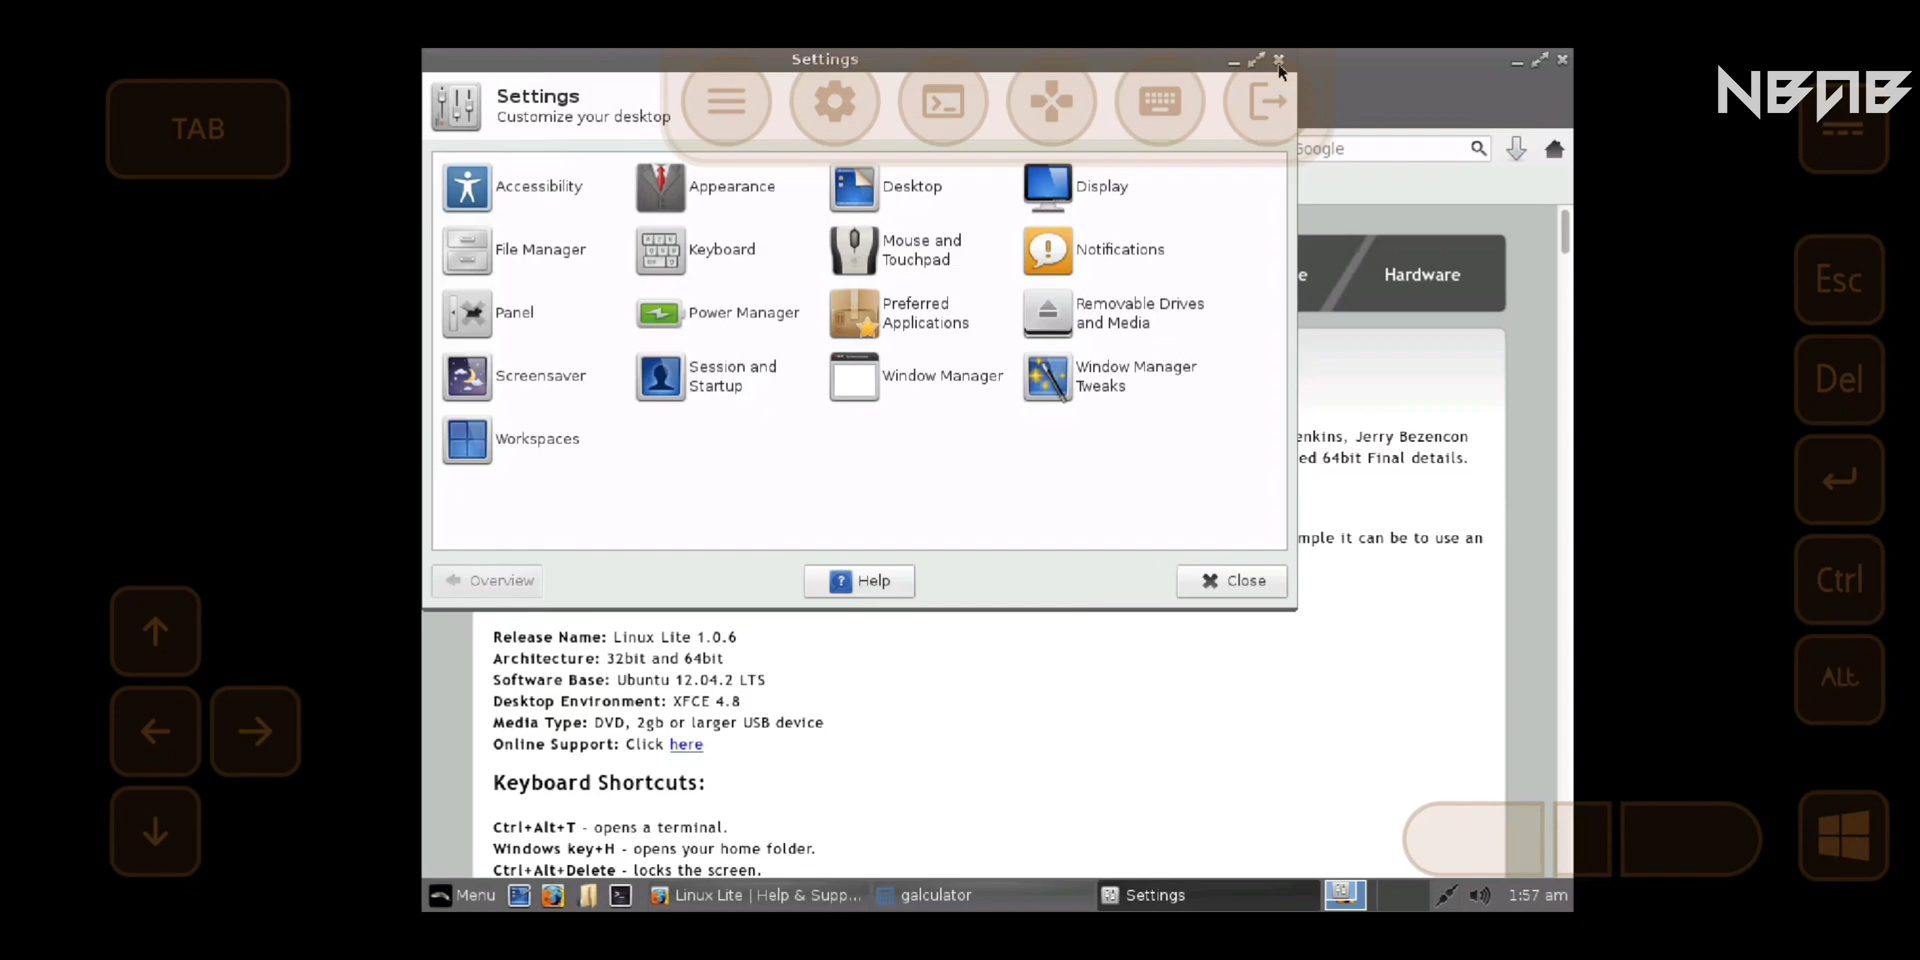 Settings
NBAB
TAB
Settings
Customize your desktop
Google
Accessibility
Appearance
Desktop
Display
File Manager
Keyboard
Mouse and
Touchpad
Notifications
e
Hardware
Esc
Panel
Power Manager
Preferred
Applications
Removable Drives
and Media
Del
Screensaver
Session and
Startup
Window Manager
Window Manager
Tweaks
Workspaces
enkins, Jerry Bezencon
ed 64bit Final details.
mple it can be to use an
Overview
? Help
Close
Ctrl
Release Name: Linux Lite 1.0.6
Architecture: 32bit and 64bit
Software Base: Ubuntu 12.04.2 LTS
Desktop Environment: XFCE 4.8
Media Type: DVD, 2gb or larger USB device
Online Support: Click here
Alt
Keyboard Shortcuts:
Ctrl+Alt+T - opens a terminal.
Windows key+H - opens your home folder.
Ctrl+Alt+Delete - locks the screen.
Menu
Linux Lite | Help & Supp...
galculator
Settings
1:57 am